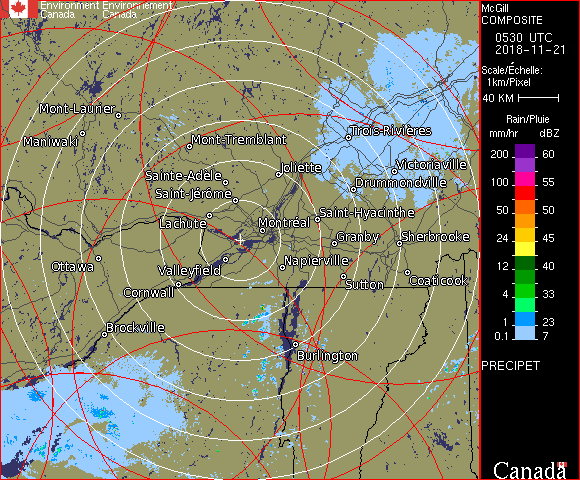 Environment Environnement
Canada Canada
McGill
COMPOSITE
0530 UTC
2018-11-21
Scale/Échelle:
1km/Pixel
40 KM
Rain/Pluie
mm/hr dBZ
200 60
100 55
50 50
24 45
12 40
4 33
1 23
0.1 7
PRECIPET
Canada
Mont-Laurier
Maniwaki
Mont-Tremblant
Trois-Rivières
Sainte-Adèle
Joliette
Victoriaville
Saint-Jérôme
Drummondville
Lachute
Montréal
Saint-Hyacinthe
Granby
Sherbrooke
Ottawa
Valleyfield
Napierville
Cornwall
Sutton
Coaticook
Brockville
Burlington